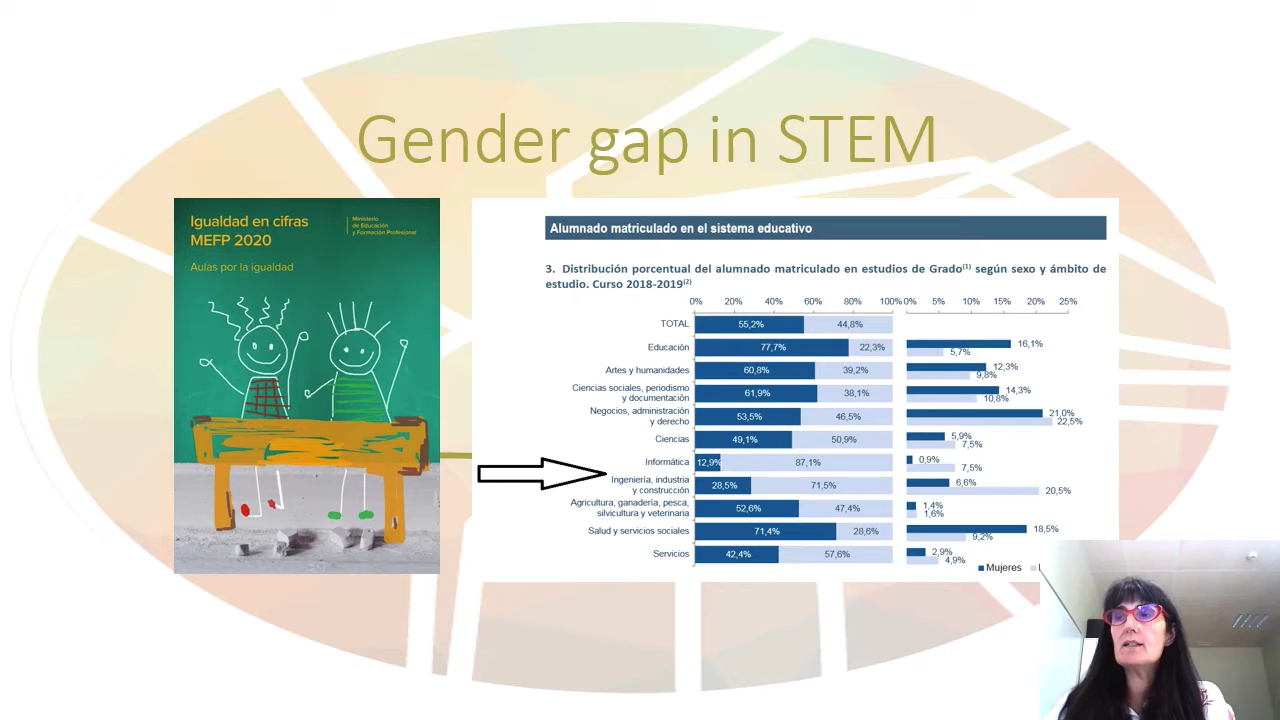 Gender gap in STEM
Igualdad en cifras
MEFP 2020
Aulas por la igualdad
Ministerio
de Educación
y Formación Profesional
Alumnado matriculado en el sistema educativo
3. Distribución porcentual del alumnado matriculado en estudios de Grado(1) según sexo y ámbito de
estudio. Curso 2018-2019(2)
0% 20% 40% 60% 80% 100% 0% 5% 10% 15% 20% 25%
TOTAL 55,2% 44,8%
Educación 77,7% 22,3% 16,1%
5,7%
Artes y humanidades 60,8% 39,2% 12,3%
9,8%
Ciencias sociales, periodismo
y documentación 61,9% 38,1% 14,3%
10,8%
Negocios, administración
y derecho 53,5% 46,5% 21,0%
22,5%
Ciencias 49,1% 50,9% 5,9%
7,5%
Informática 12,9% 87,1% 0,9%
7,5%
Ingeniería, industria
y construcción 28,5% 71,5% 6,6%
20,5%
Agricultura, ganadería, pesca,
silvicultura y veterinaria 52,6% 47,4% 1,4%
1,6%
Salud y servicios sociales 71,4% 28,6% 18,5%
9,2%
Servicios 42,4% 57,6% 2,9%
4,9%
Mujeres